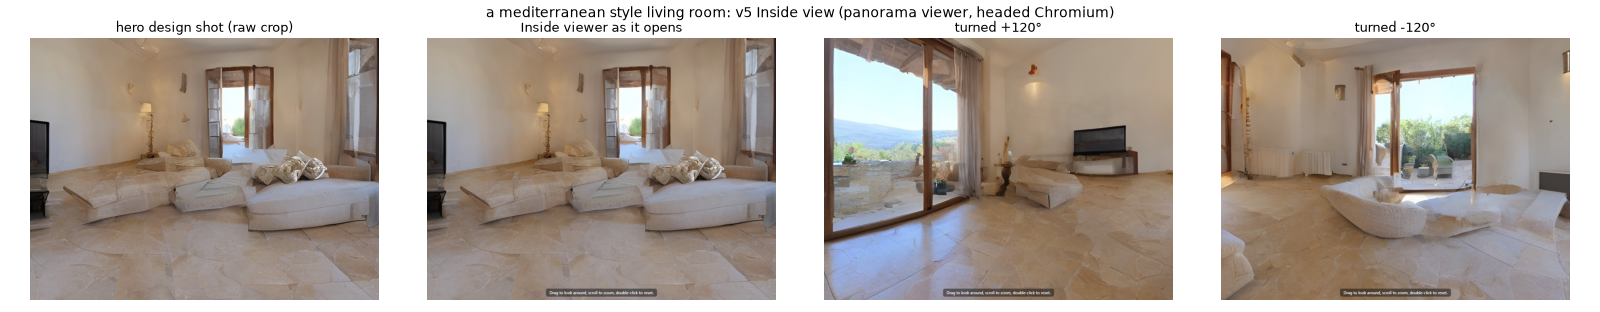 a mediterranean style living room: v5 Inside view (panorama viewer, headed Chromium)
hero design shot (raw crop)
Inside viewer as it opens
turned +120°
turned -120°
Drag to look around, scroll to zoom, double-click to reset.
Drag to look around, scroll to zoom, double-click to reset.
Drag to look around, scroll to zoom, double-click to reset.